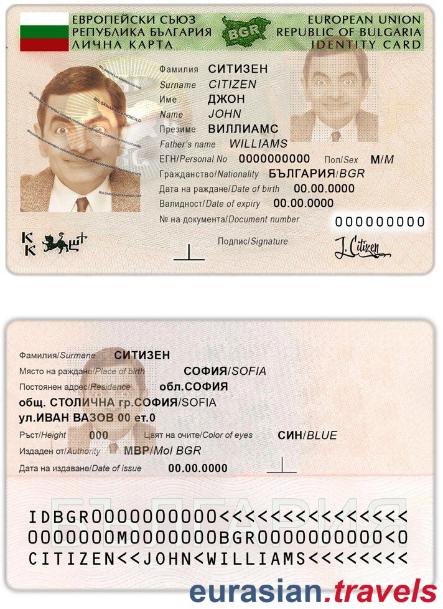 ЕВРОПЕЙСКИ СЪЮЗ
РЕПУБЛИКА БЪЛГАРИЯ
ЛИЧНА КАРТА
BGR
EUROPEAN UNION
REPUBLIC OF BULGARIA
IDENTITY CARD
Фамилия СИТИЗЕН
Surname CITIZEN
Име ДЖОН
Name JOHN
Презиме ВИЛЛИАМС
Father's name WILLIAMS
ЕГН/Personal No 0000000000 Пол/Sex М/M
Гражданство/Nationality БЪЛГАРИЯ/BGR
Дата на раждане/Date of birth 00.00.0000
Валидност/Date of expiry 00.00.0000
№ на документа/Document number 000000000
Подпис/Signature J.Citizen
К
К
Фамилия/Surname СИТИЗЕН
Място на раждане/Place of birth СОФИЯ/SOFIA
Постоянен адрес/Residence обл.СОФИЯ
общ. СТОЛИЧНА гр.СОФИЯ/SOFIA
ул.ИВАН ВАЗОВ 00 ет.0
Ръст/Height 000 Цвят на очите/Color of eyes СИН/BLUE
Издаден от/Authority МВР/MoI BGR
Дата на издаване/Date of issue 00.00.0000
БЪЛГАРИЯ
IDBGR0000000000<<<<<<<<<<<<<<<
0000000M0000000BGR0000000000<0
CITIZEN<<JOHN<WILLIAMS<<<<<<<<
eurasian.travels